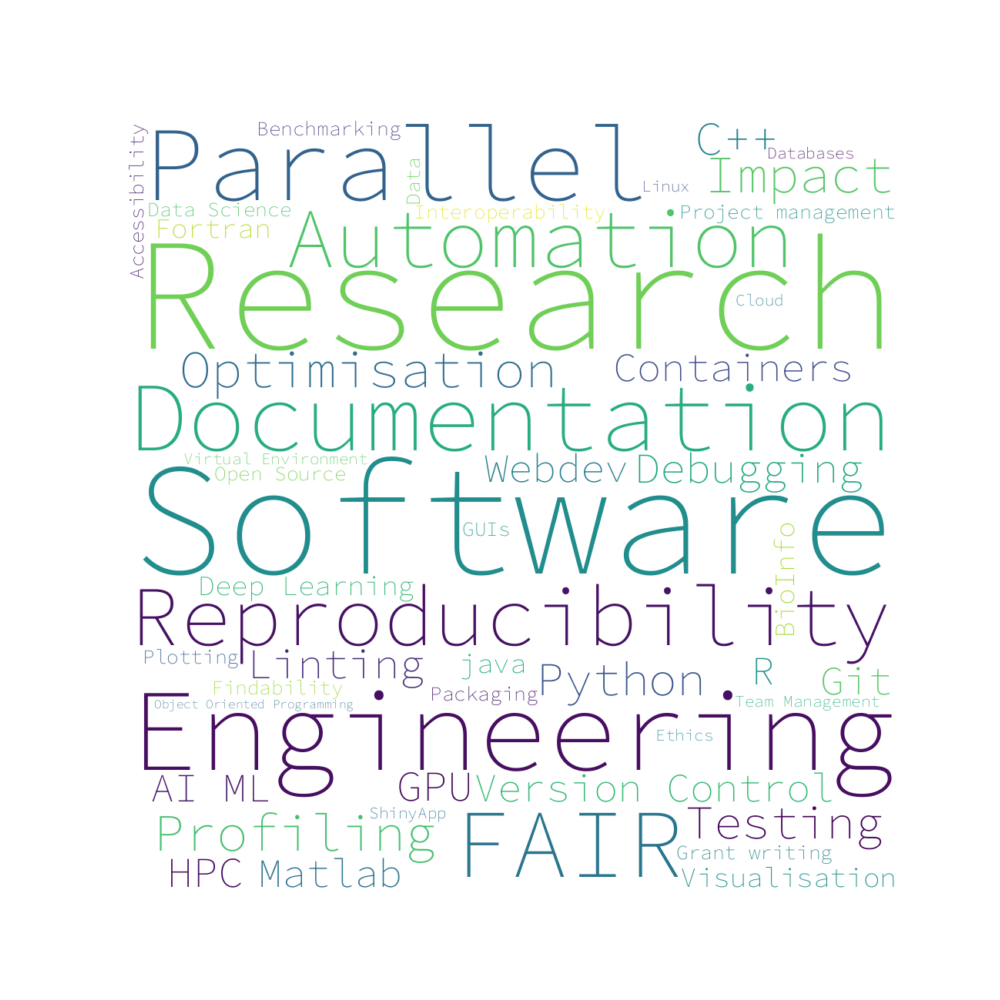 Benchmarking
Parallel
C++
Databases
Accessibility
Data
Linux
Impact
Data Science
Interoperability
Project management
Fortran
Automation
Research
Cloud
Optimisation
Containers
Documentation
Virtual Environment
Open Source
Webdev
Debugging
Software
GUIs
BioInfo
Deep Learning
Reproducibility
Plotting
Linting
java
Python
R
Git
Findability
Packaging
Object Oriented Programming
Team Management
Engineering
Ethics
AI ML
GPU
Version Control
ShinyApp
Profiling
FAIR
Testing
Grant writing
HPC
Matlab
Visualisation